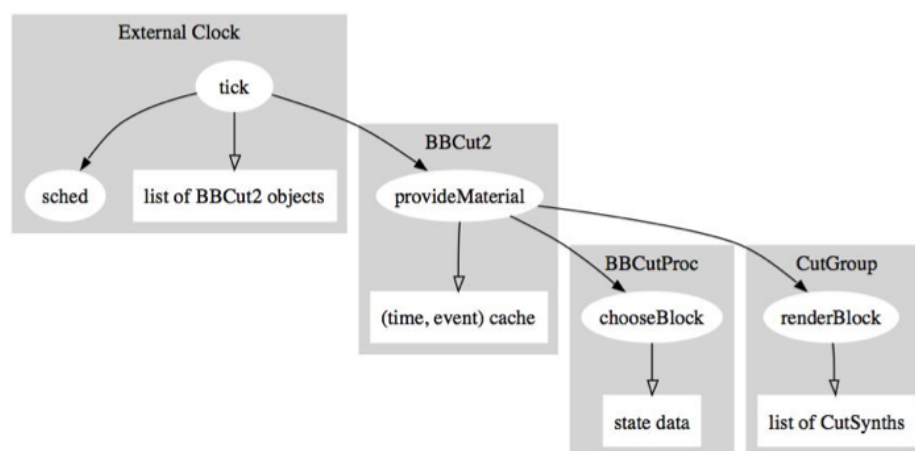 External Clock
tick
sched
list of BBCut2 objects
BBCut2
provideMaterial
(time, event) cache
BBCutProc
chooseBlock
state data
CutGroup
renderBlock
list of CutSynths